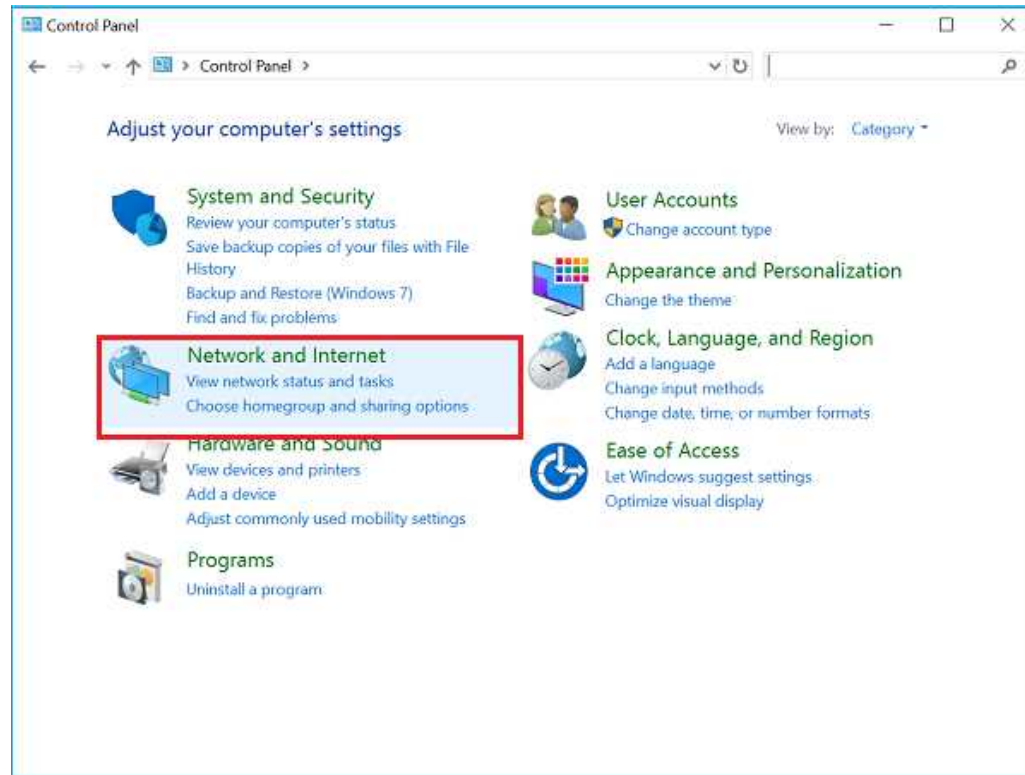 Control Panel
Control Panel
Adjust your computer's settings
View by: Category
System and Security
Review your computer's status
Save backup copies of your files with File
History
Backup and Restore (Windows 7)
Find and fix problems
Network and Internet
View network status and tasks
Choose homegroup and sharing options
Hardware and Sound
View devices and printers
Add a device
Adjust commonly used mobility settings
Programs
Uninstall a program
User Accounts
Change account type
Appearance and Personalization
Change the theme
Clock, Language, and Region
Add a language
Change input methods
Change date, time, or number formats
Ease of Access
Let Windows suggest settings
Optimize visual display